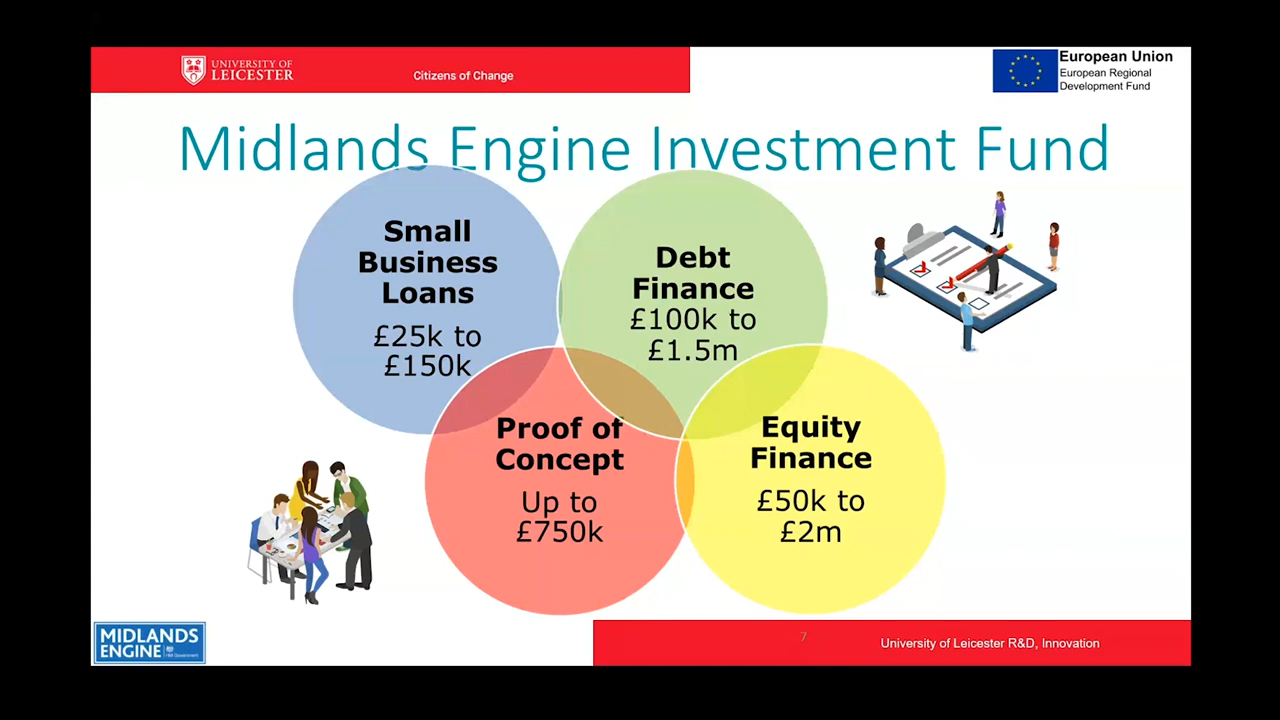 UNIVERSITY OF
LEICESTER
Citizens of Change
European Union
European Regional
Development Fund
Midlands Engine Investment Fund
Small
Business
Loans
£25k to
£150k
Debt
Finance
£100k to
£1.5m
Proof of
Concept
Up to
£750k
Equity
Finance
£50k to
£2m
MIDLANDS
ENGINE
HM Government
7
University of Leicester R&D, Innovation